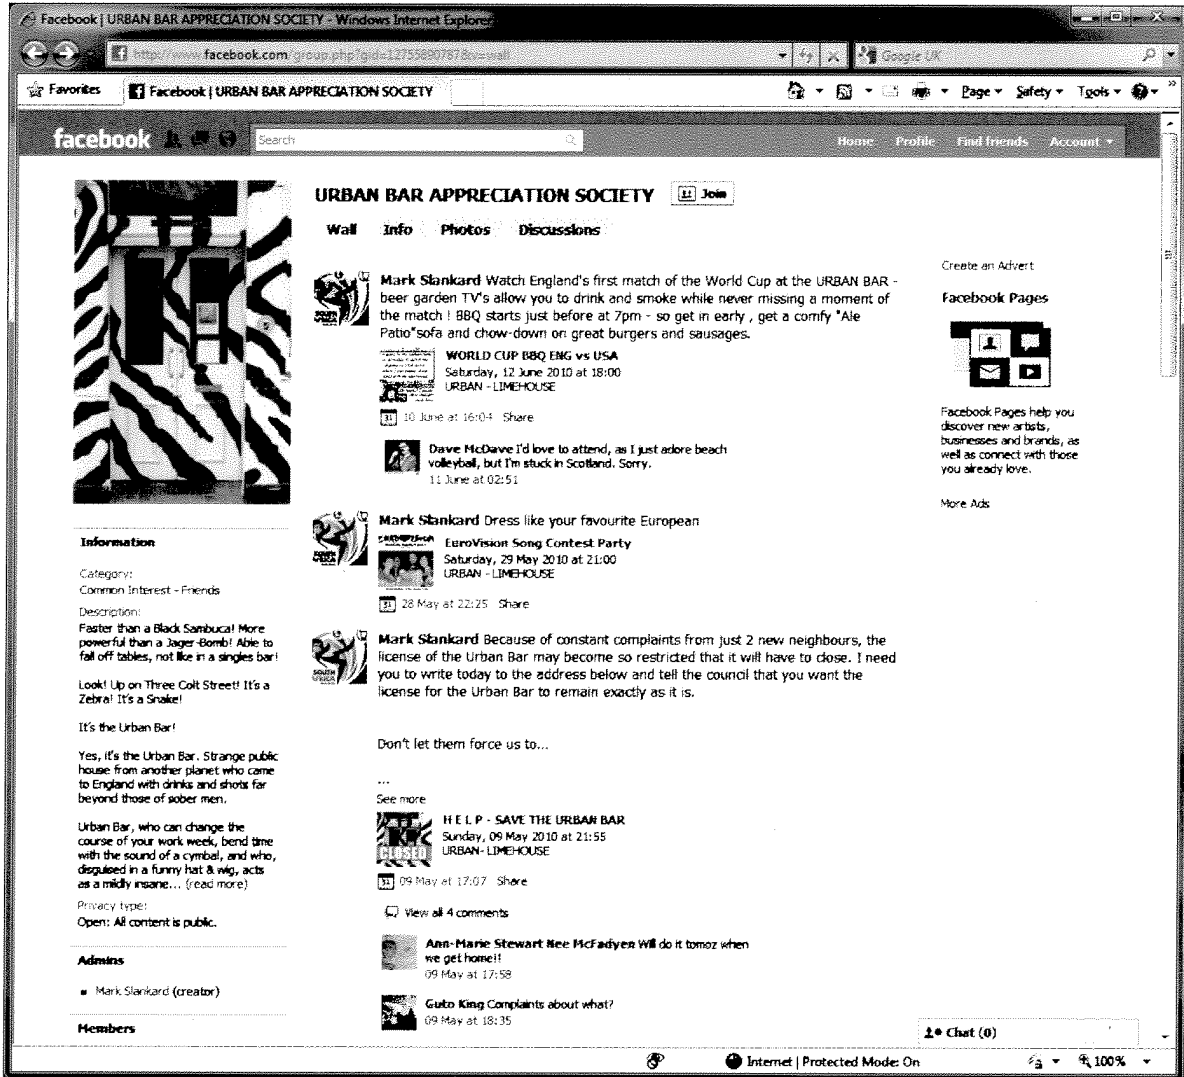 Facebook | URBAN BAR APPRECIATION SOCIETY - Windows Internet Explorer
http://www.facebook.com/group.php?gid=12755890767&v=wall
Google UK
Favorites
Facebook | URBAN BAR APPRECIATION SOCIETY
Page Safety Tools
facebook
Search
Home Profile Find friends Account
URBAN BAR APPRECIATION SOCIETY
Join
Wall Info Photos Discussions
Mark Slankard Watch England's first match of the World Cup at the URBAN BAR -
beer garden TV's allow you to drink and smoke while never missing a moment of
the match ! BBQ starts just before at 7pm - so get in early , get a comfy "Ale
Patio"sofa and chow-down on great burgers and sausages.
WORLD CUP BBQ ENG vs USA
Saturday, 12 June 2010 at 18:00
URBAN - LIMEHOUSE
31 10 June at 16:04 Share
Dave McDave I'd love to attend, as I just adore beach
volleyball, but I'm stuck in Scotland. Sorry.
11 June at 02:51
Mark Slankard Dress like your favourite European
EuroVision Song Contest Party
Saturday, 29 May 2010 at 21:00
URBAN - LIMEHOUSE
31 28 May at 22:25 Share
Mark Slankard Because of constant complaints from just 2 new neighbours, the
license of the Urban Bar may become so restricted that it will have to close. I need
you to write today to the address below and tell the council that you want the
license for the Urban Bar to remain exactly as it is.
Don't let them force us to...
...
See more
CLOSED
H E L P - SAVE THE URBAN BAR
Sunday, 09 May 2010 at 21:55
URBAN- LIMEHOUSE
31 09 May at 17:07 Share
View all 4 comments
Ann-Marie Stewart Nee McFadyen Will do it tomoz when
we get home!!
09 May at 17:58
Guto King Complaints about what?
09 May at 18:35
Information
Category:
Common Interest - Friends
Description:
Faster than a Black Sambuca! More
powerful than a Jager-Bomb! Able to
fall off tables, not like in a singles bar!
Look! Up on Three Colt Street! It's a
Zebra! It's a Snake!
It's the Urban Bar!
Yes, it's the Urban Bar. Strange public
house from another planet who came
to England with drinks and shots far
beyond those of sober men.
Urban Bar, who can change the
course of your work week, bend time
with the sound of a cymbal, and who,
disguised in a funny hat & wig, acts
as a mildly insane... (read more)
Privacy type:
Open: All content is public.
Admins
Mark Slankard (creator)
Members
Create an Advert
Facebook Pages
Facebook Pages help you
discover new artists,
businesses and brands, as
well as connect with those
you already love.
More Ads
Chat (0)
Internet | Protected Mode: On
100%